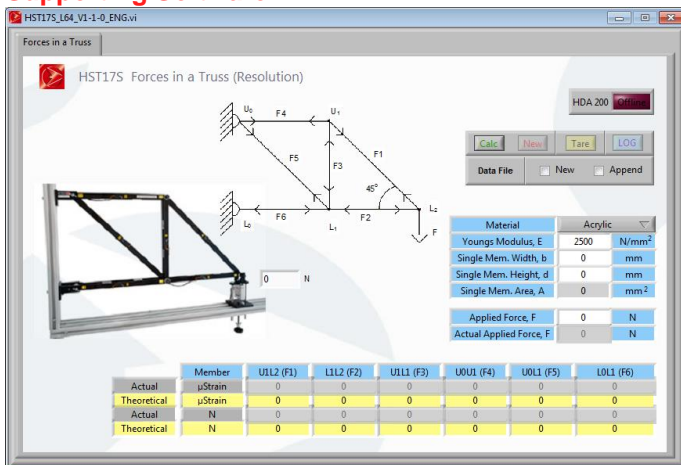 HST17S_L64_V1-1-0_ENG.vi
Forces in a Truss
HST17S Forces in a Truss (Resolution)
HDA 200 Offline
Calc New Tare LOG
Data File New Append
U₀ F4 U₁
F5 F3 F1
45°
L₀ F6 L₁ F2 L₂
F
0 N
Material Acrylic
Youngs Modulus, E 2500 N/mm²
Single Mem. Width, b 0 mm
Single Mem. Height, d 0 mm
Single Mem. Area, A 0 mm²
Applied Force, F 0 N
Actual Applied Force, F 0 N
Member U1L2 (F1) L1L2 (F2) U1L1 (F3) U0U1 (F4) U0L1 (F5) L0L1 (F6)
Actual µStrain 0 0 0 0 0 0
Theoretical µStrain 0 0 0 0 0 0
Actual N 0 0 0 0 0 0
Theoretical N 0 0 0 0 0 0